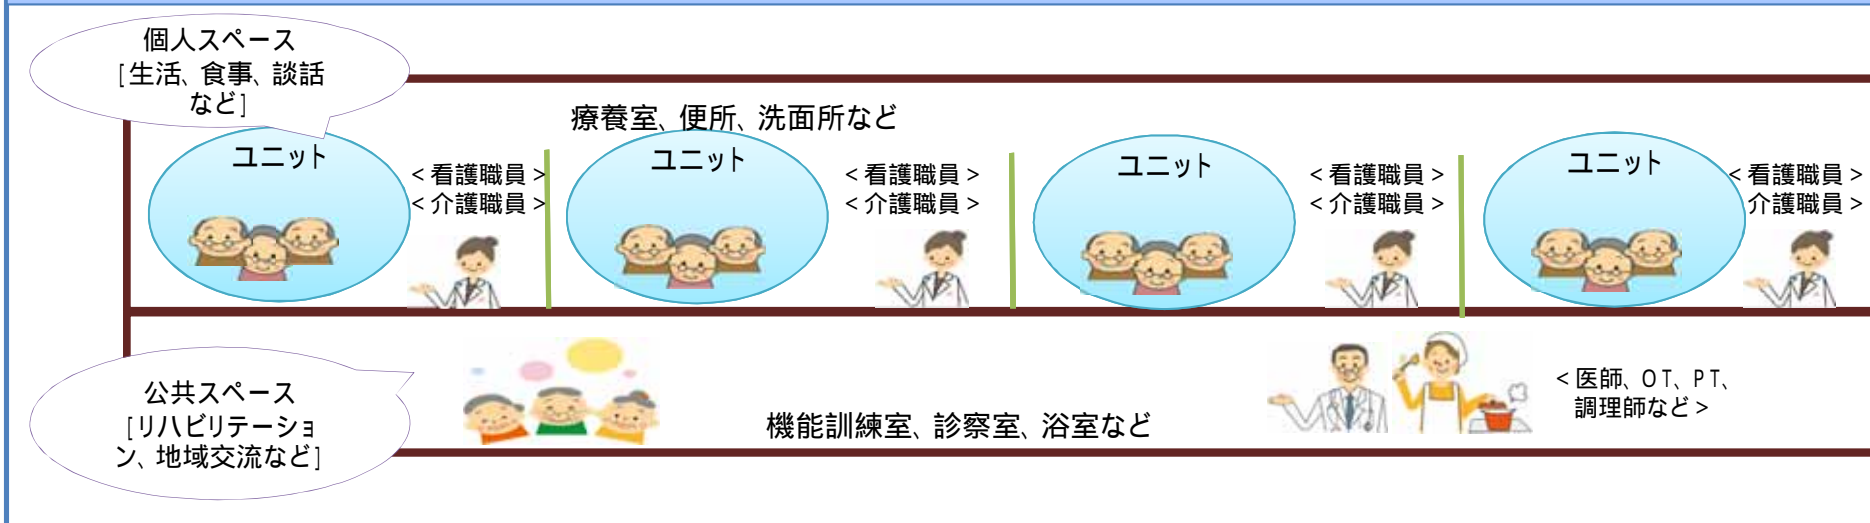 個人スペース
[生活、食事、談話
など]
療養室、便所、洗面所など
ユニット
<看護職員>
<介護職員>
ユニット
<看護職員>
<介護職員>
ユニット
<看護職員>
<介護職員>
ユニット
<看護職員>
介護職員>
公共スペース
[リハビリテーショ
ン、地域交流など]
機能訓練室、診察室、浴室など
<医師、OT、PT、
調理師など>